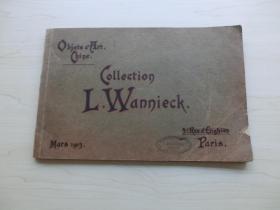 Objets d'Art.
Chine.
Collection
L. Wannieck.
Mars 1913.
Paris.